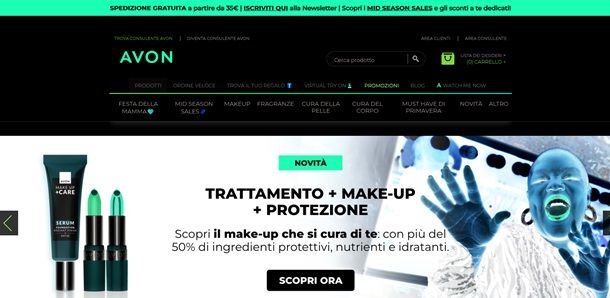 SPEDIZIONE GRATUITA a partire da 35€ | ISCRIVITI QUI alla Newsletter | Scopri i MID SEASON SALES e gli sconti a te dedicati!
TROVA CONSULENTE AVON | DIVENTA CONSULENTE AVON
AREA CLIENTI | AREA CONSULENTE
AVON
Cerca prodotto
LISTA DEI DESIDERI
(0) CARRELLO
PRODOTTI ORDINE VELOCE TROVA IL TUO REGALO! VIRTUAL TRY ON PROMOZIONI BLOG WATCH ME NOW
FESTA DELLA MAMMA
MID SEASON SALES
MAKEUP
FRAGRANZE
CURA DELLA PELLE
CURA DEL CORPO
MUST HAVE DI PRIMAVERA
NOVITÀ
ALTRO
NOVITÀ
TRATTAMENTO + MAKE-UP
+ PROTEZIONE
Scopri il make-up che si cura di te: con più del
50% di ingredienti protettivi, nutrienti e idratanti.
SCOPRI ORA
MAKE UP
+CARE
SERUM